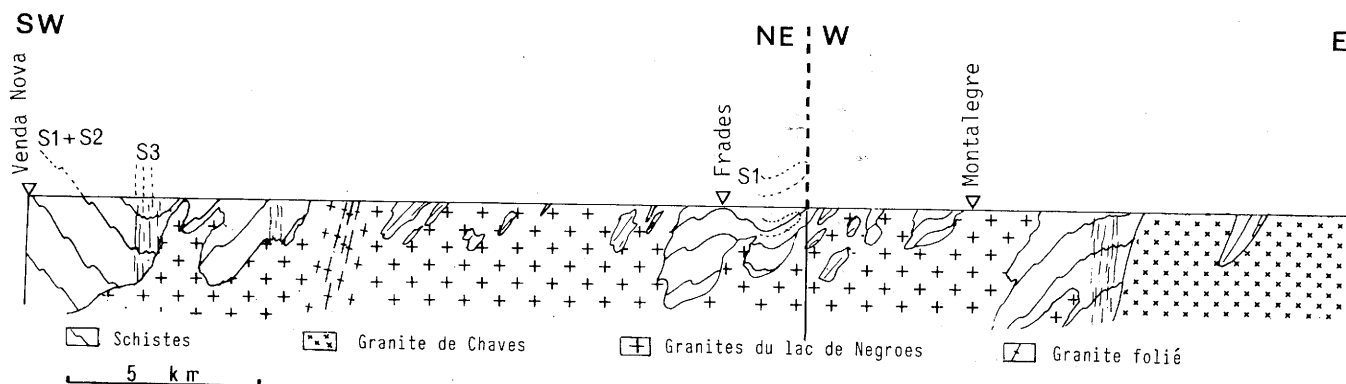 SW
NE
W
E
Venda Nova
Frades
Montalegre
S1+S2
S3
S1
Schistes
Granite de Chaves
Granites du lac de Negroes
Granite folié
5 km